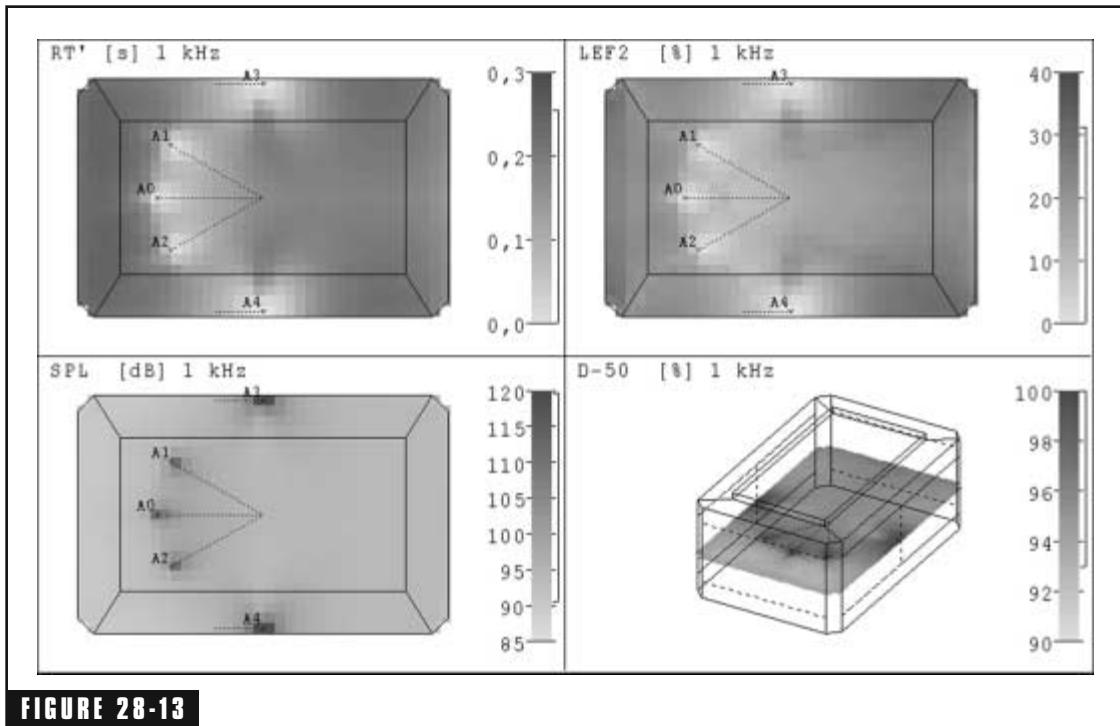 RT' [s] 1 kHz
A3
A1
A0
A2
A4
0,3
0,2
0,1
0,0
LEF2 [%] 1 kHz
A3
A1
A0
A2
A4
40
30
20
10
0
SPL [dB] 1 kHz
A3
A1
A0
A2
A4
120
115
110
105
100
95
90
85
D-50 [%] 1 kHz
100
98
96
94
92
90
FIGURE 28-13